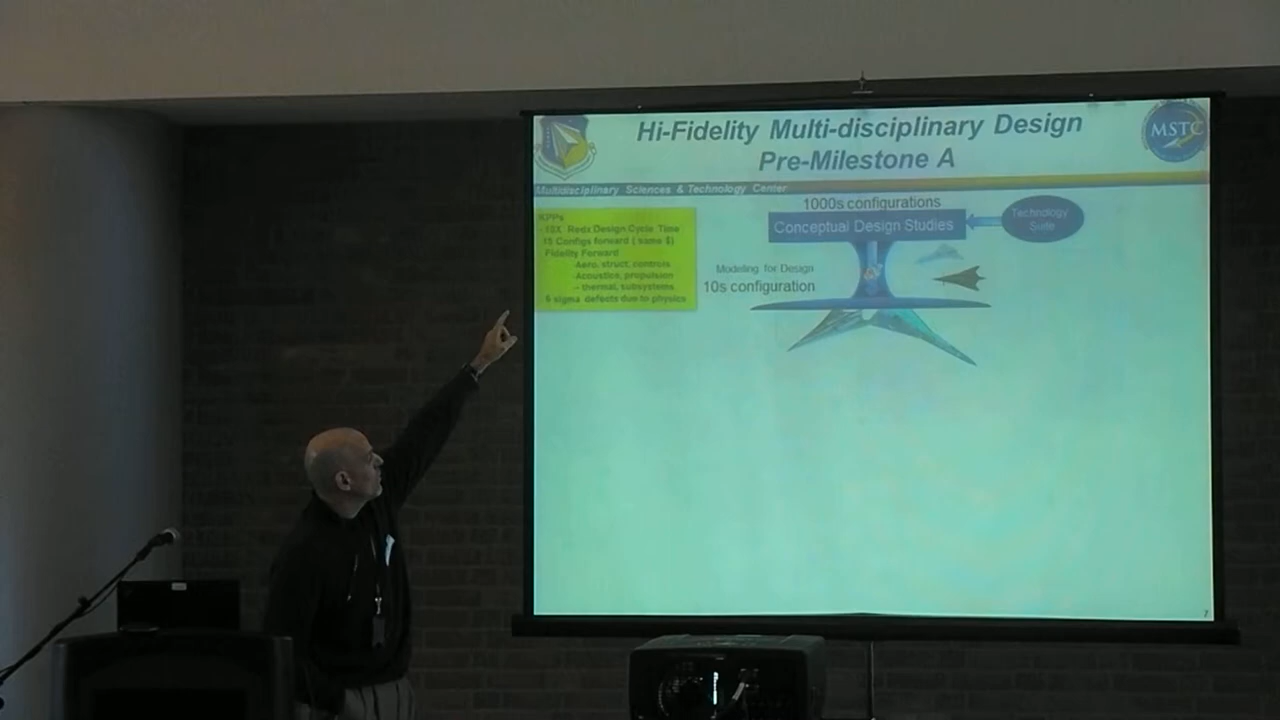 Hi-Fidelity Multi-disciplinary Design
Pre-Milestone A
MSTC
Multidisciplinary Sciences & Technology Center
KPPs
- 10X Redx Design Cycle Time
15 Configs forward ( same $)
Fidelity Forward
-Aero, struct, controls
-Acoustics, propulsion
- thermal, subsystems
6 sigma defects due to physics
1000s configurations
Conceptual Design Studies
Technology
Suite
Modeling for Design
10s configuration
7